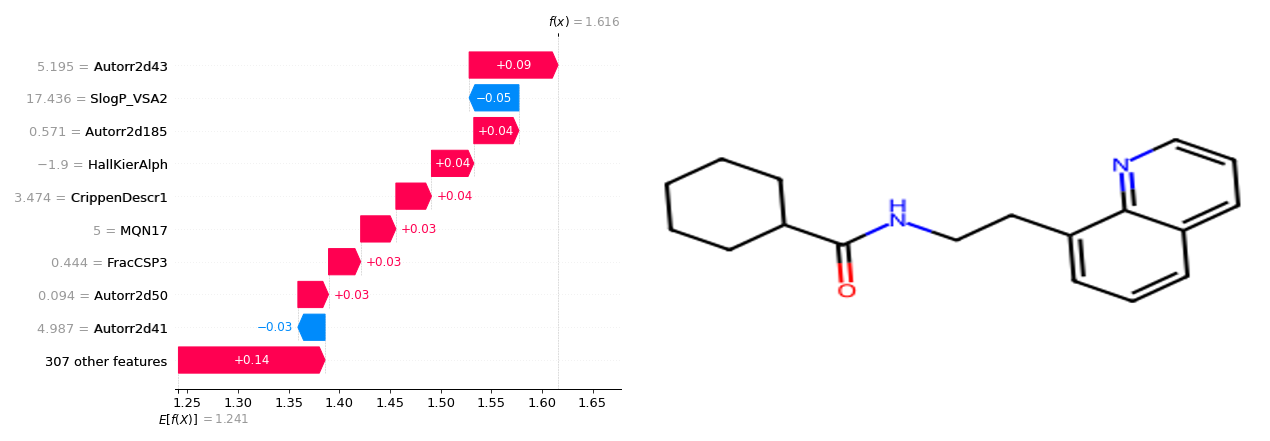 f(x) = 1.616
5.195 = Autorr2d43 +0.09
17.436 = SlogP_VSA2 −0.05
0.571 = Autorr2d185 +0.04
−1.9 = HallKierAlph +0.04
3.474 = CrippenDescr1 +0.04
5 = MQN17 +0.03
0.444 = FracCSP3 +0.03
0.094 = Autorr2d50 +0.03
4.987 = Autorr2d41 −0.03
307 other features +0.14
1.25 1.30 1.35 1.40 1.45 1.50 1.55 1.60 1.65
E[f(X)] = 1.241
N
H
N
O